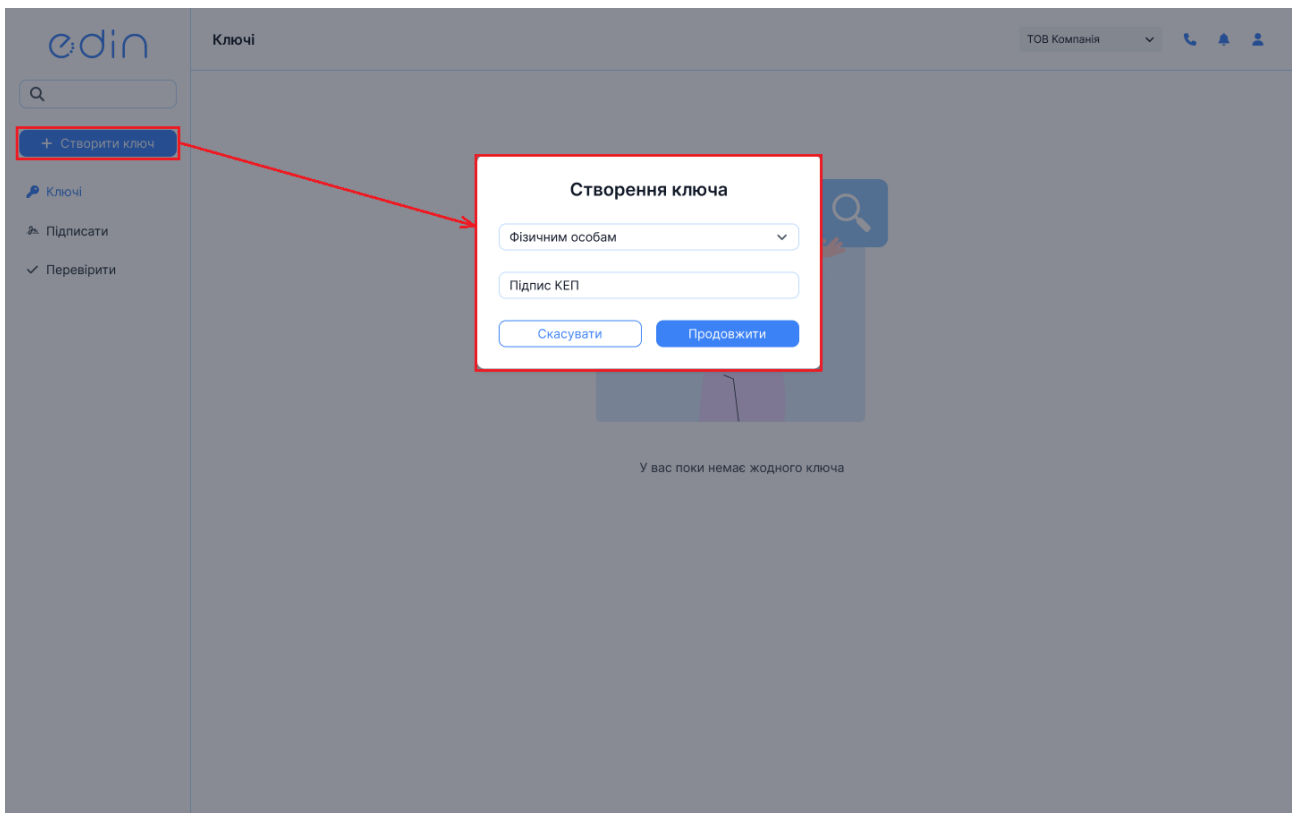 edin
Ключі
ТОВ Компанія
+ Створити ключ
Ключі
Підписати
Перевірити
Створення ключа
Фізичним особам
Підпис КЕП
Скасувати
Продовжити
У вас поки немає жодного ключа